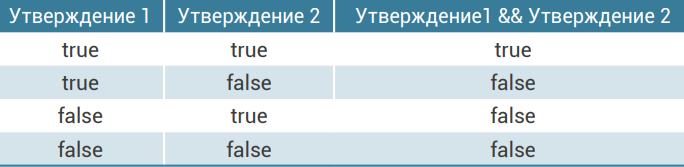 Утверждение 1 Утверждение 2 Утверждение1 && Утверждение 2
true true true
true false false
false true false
false false false